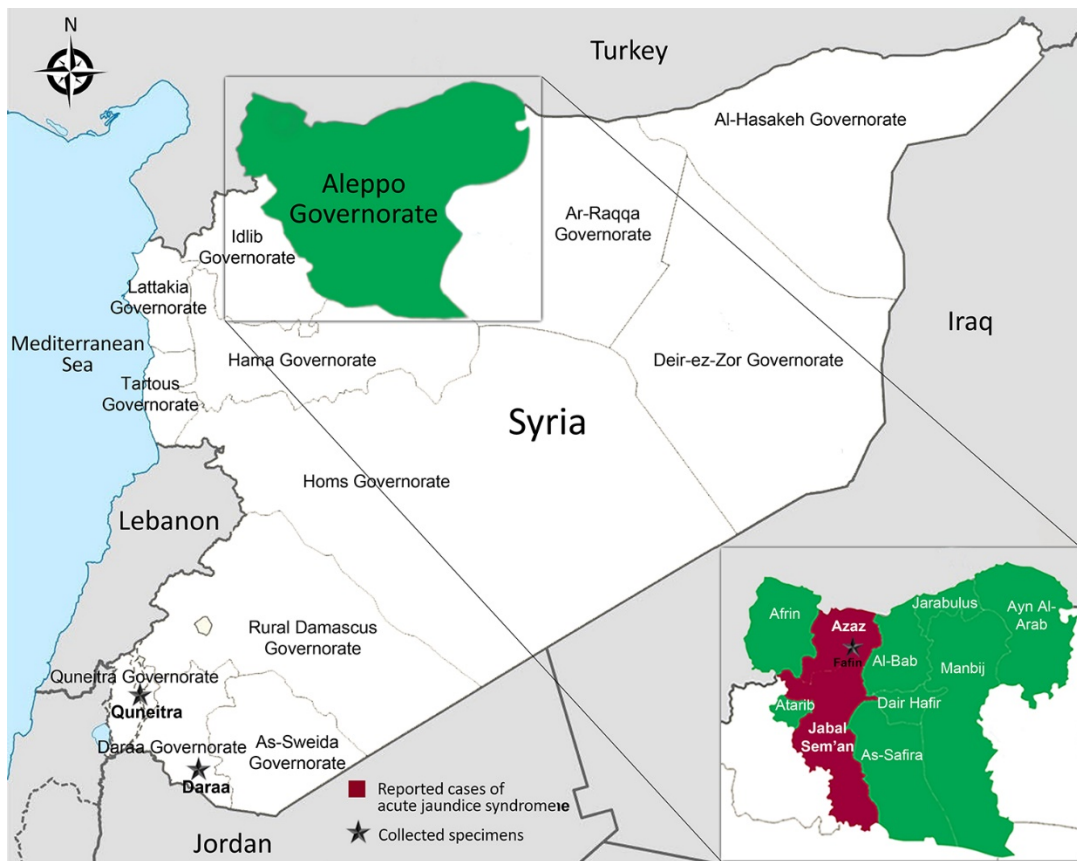 N
Turkey
Al-Hasakeh Governorate
Aleppo
Governorate
Ar-Raqqa
Governorate
Idlib
Governorate
Lattakia
Governorate
Iraq
Mediterranean
Sea
Hama Governorate
Deir-ez-Zor Governorate
Tartous
Governorate
Syria
Homs Governorate
Lebanon
Rural Damascus
Governorate
Quneitra Governorate
Quneitra
Daraa Governorate
As-Sweida
Governorate
Daraa
Jordan
Reported cases of
acute jaundice syndromene
Collected specimens
Afrin
Azaz
Fafin
Jarabulus
Ayn Al-
Arab
Al-Bab
Manbij
Atarib
Dair Hafir
Jabal
Sem'an
As-Safira